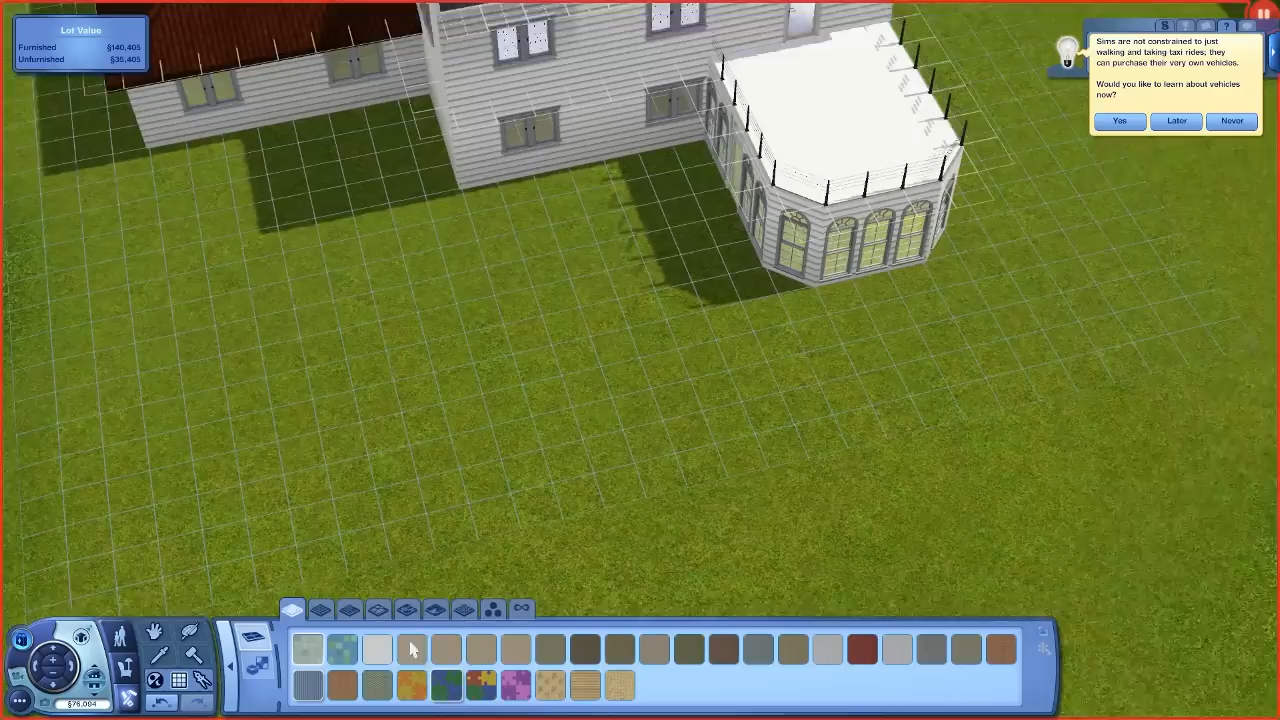 Lot Value
Furnished §140,405
Unfurnished §35,405
Sims are not constrained to just
walking and taking taxi rides; they
can purchase their very own vehicles.
Would you like to learn about vehicles
now?
Yes Later Never
§76,094